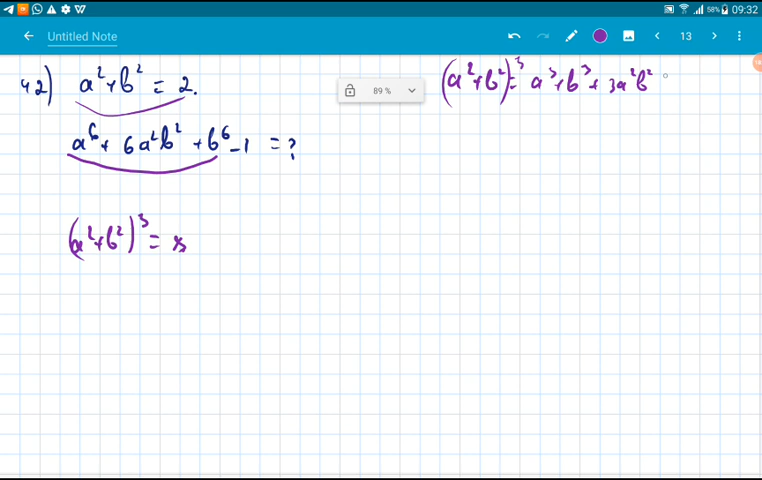 58% 09:32
Untitled Note
13
89 %
42) a² + b² = 2.
a⁶ + 6a²b² + b⁶ - 1 = ?
(a² + b²)³ = 8
(a² + b²)³ = a³ + b³ + 3a²b²